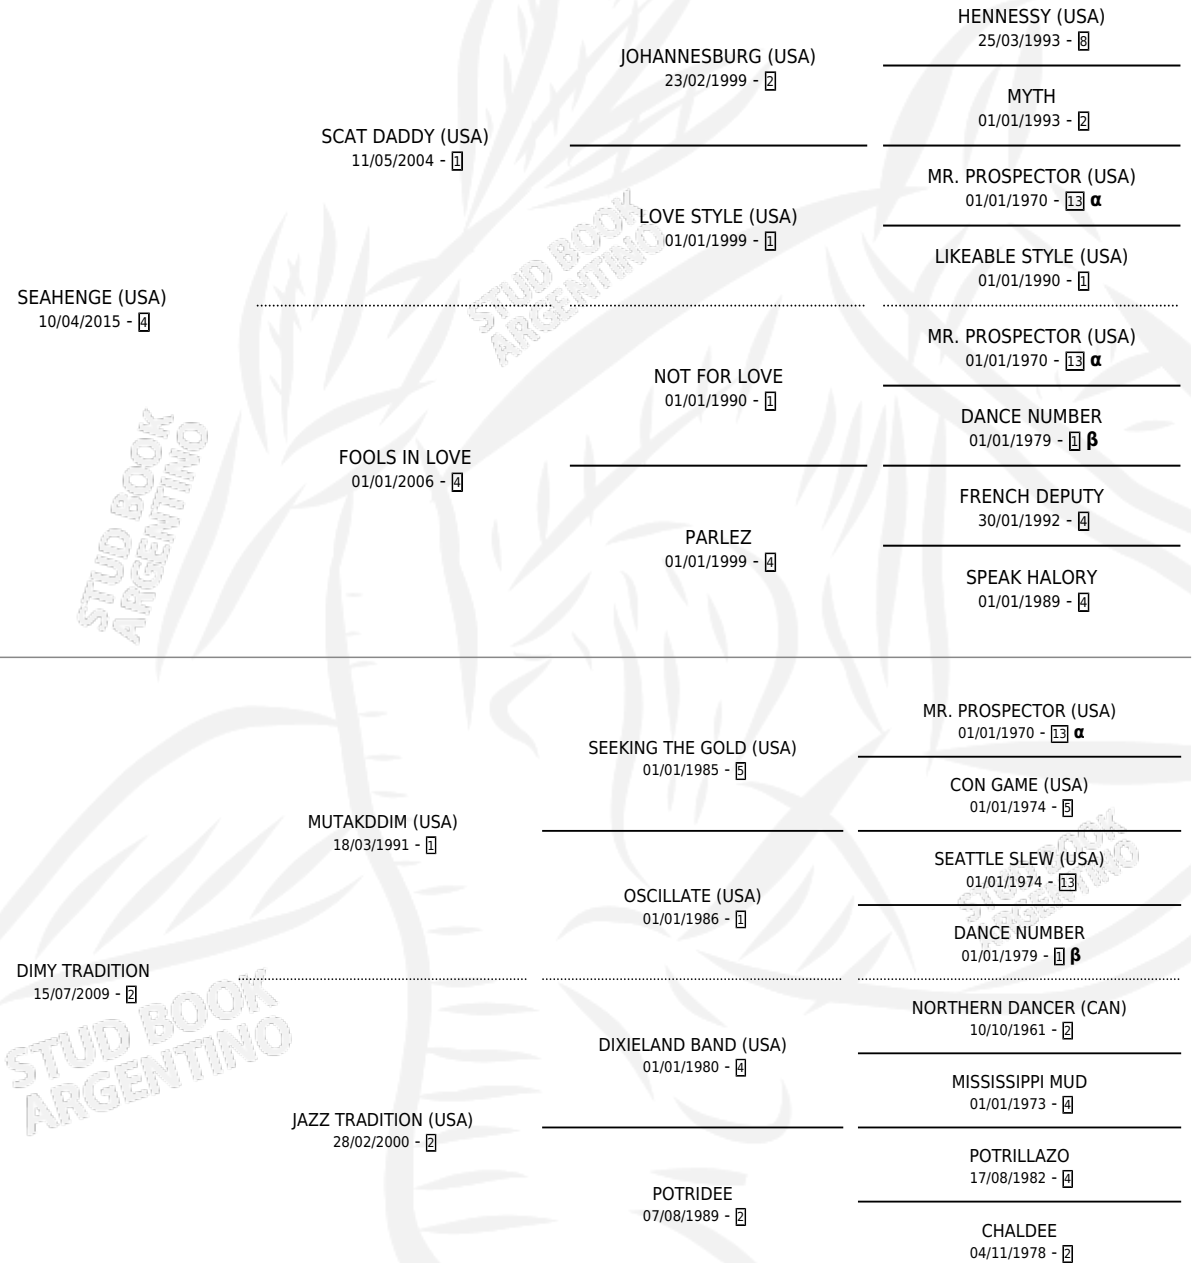 HENNESSY (USA)
25/03/1993 - 8
JOHANNESBURG (USA)
23/02/1999 - 2
MYTH
01/01/1993 - 2
SCAT DADDY (USA)
11/05/2004 - 1
MR. PROSPECTOR (USA)
01/01/1970 - 13 α
LOVE STYLE (USA)
01/01/1999 - 1
LIKEABLE STYLE (USA)
01/01/1990 - 1
SEAHENGE (USA)
10/04/2015 - 4
MR. PROSPECTOR (USA)
01/01/1970 - 13 α
NOT FOR LOVE
01/01/1990 - 1
DANCE NUMBER
01/01/1979 - 1 β
FOOLS IN LOVE
01/01/2006 - 4
FRENCH DEPUTY
30/01/1992 - 4
PARLEZ
01/01/1999 - 4
SPEAK HALORY
01/01/1989 - 4
STUD BOOK
ARGENTINO
STUD BOOK
ARGENTINO
MR. PROSPECTOR (USA)
01/01/1970 - 13 α
SEEKING THE GOLD (USA)
01/01/1985 - 5
CON GAME (USA)
01/01/1974 - 5
MUTAKDDIM (USA)
18/03/1991 - 1
SEATTLE SLEW (USA)
01/01/1974 - 13
OSCILLATE (USA)
01/01/1986 - 1
DANCE NUMBER
01/01/1979 - 1 β
STUD BOOK
ARGENTINO
DIMY TRADITION
15/07/2009 - 2
NORTHERN DANCER (CAN)
10/10/1961 - 2
DIXIELAND BAND (USA)
01/01/1980 - 4
MISSISSIPPI MUD
01/01/1973 - 4
STUD BOOK
ARGENTINO
JAZZ TRADITION (USA)
28/02/2000 - 2
POTRILLAZO
17/08/1982 - 4
POTRIDEE
07/08/1989 - 2
CHALDEE
04/11/1978 - 2